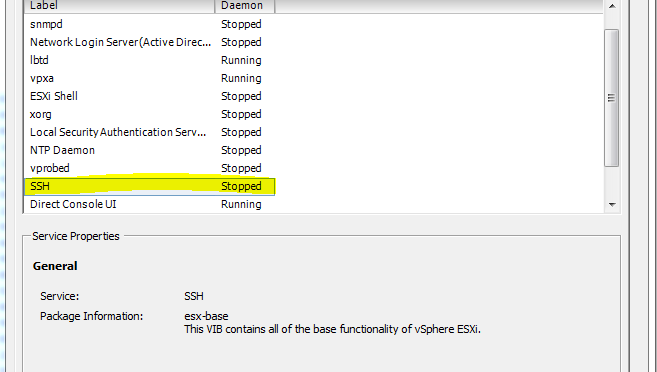 Label Daemon
snmpd Stopped
Network Login Server(Active Direc... Stopped
lbtd Running
vpxa Running
ESXi Shell Stopped
xorg Stopped
Local Security Authentication Serv... Stopped
NTP Daemon Stopped
vprobed Stopped
SSH Stopped
Direct Console UI Running
Service Properties
General
Service: SSH
Package Information: esx-base
This VIB contains all of the base functionality of vSphere ESXi.